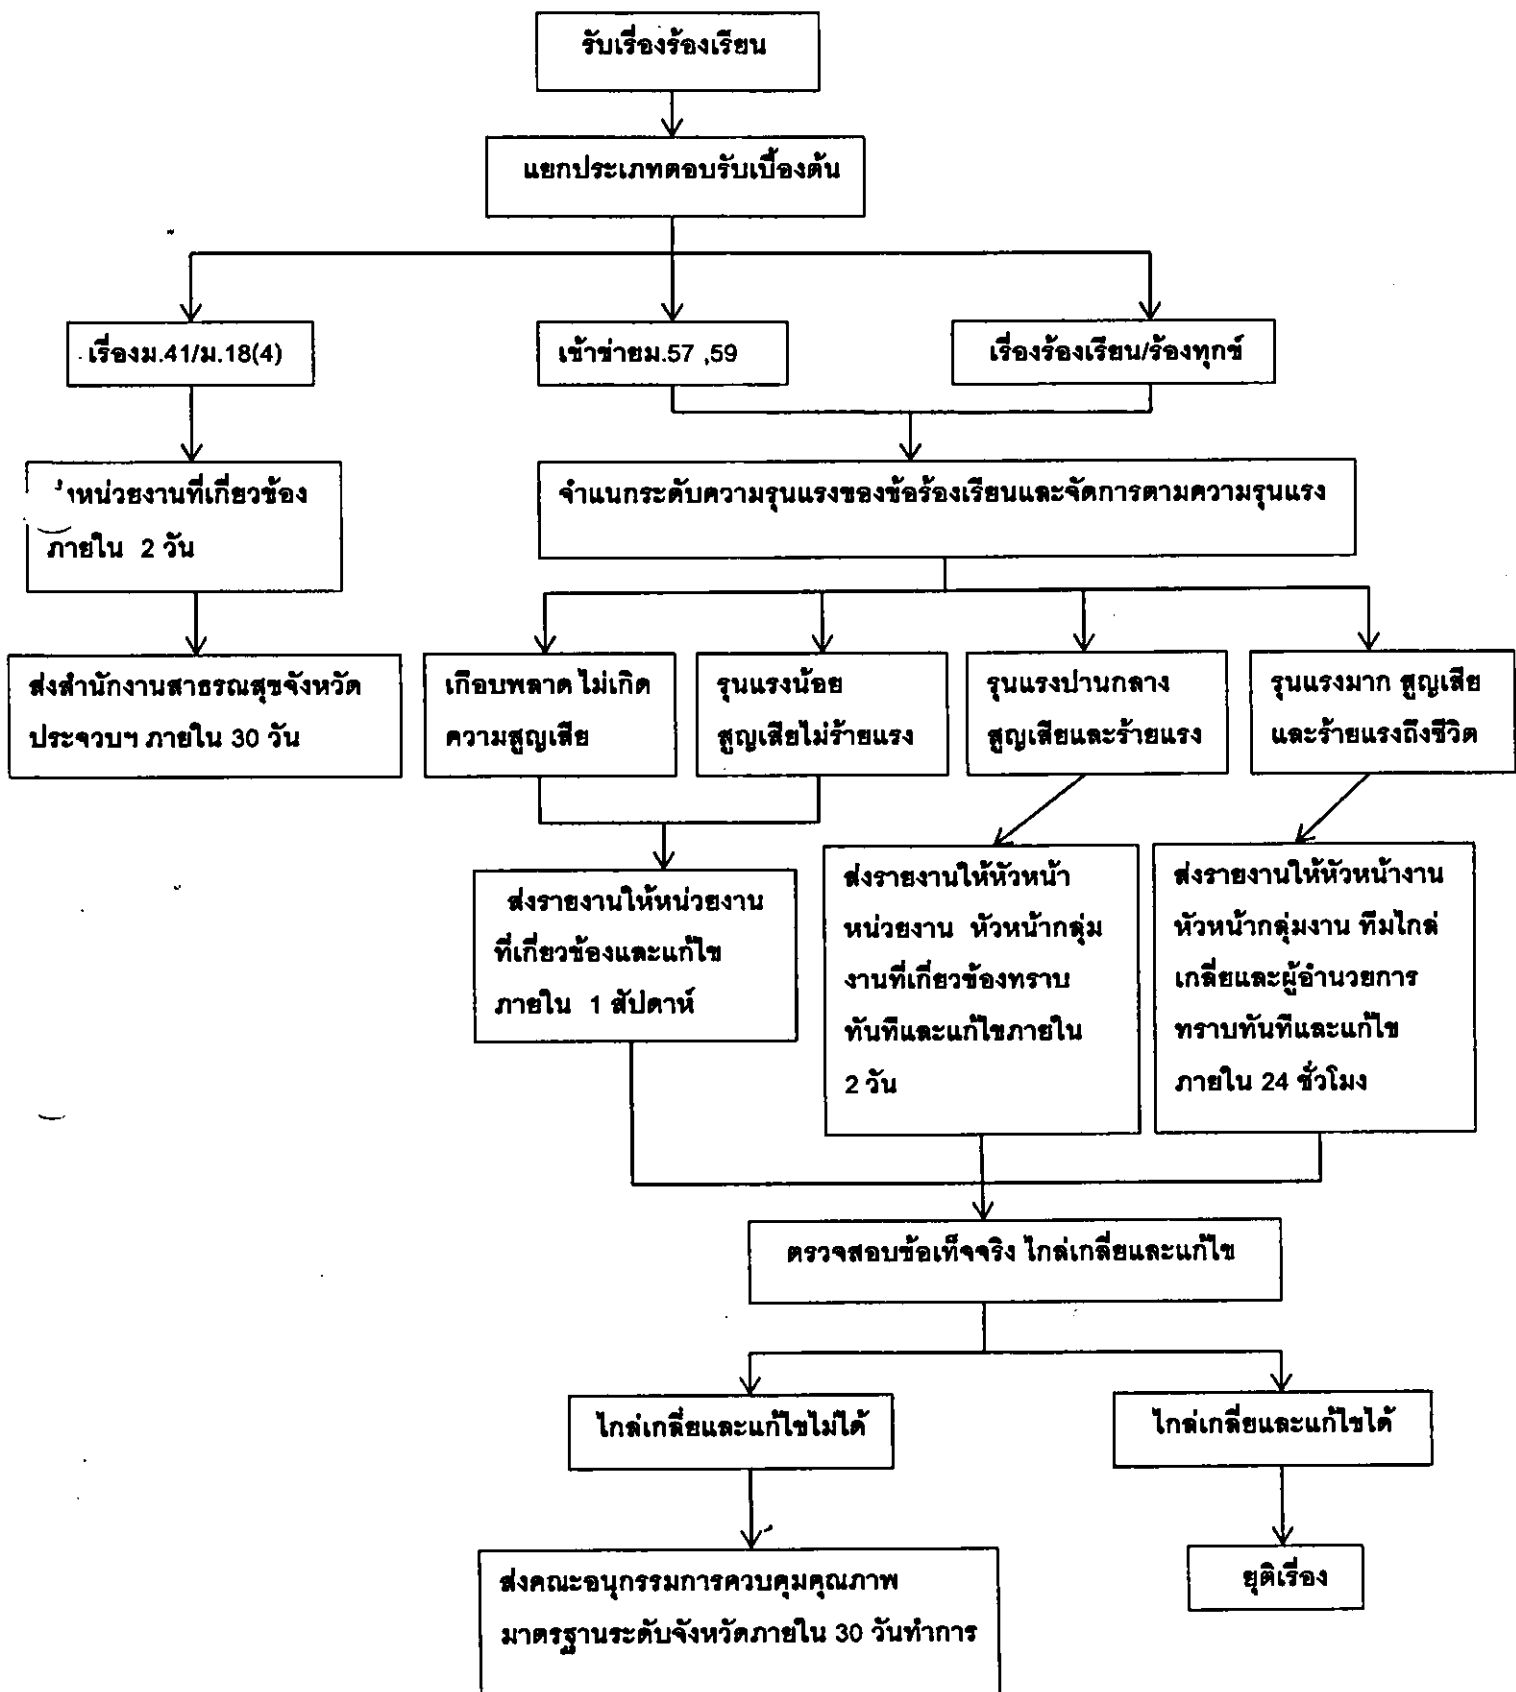 รับเรื่องร้องเรียน
แยกประเภทตอบรับเบื้องต้น
เรื่องม.41/ม.18(4)
เข้าข่ายม.57 ,59
เรื่องร้องเรียน/ร้องทุกข์
หน่วยงานที่เกี่ยวข้อง
ภายใน 2 วัน
จำแนกระดับความรุนแรงของข้อร้องเรียนและจัดการตามความรุนแรง
ส่งสำนักงานสาธรณสุขจังหวัด
ประจวบฯ ภายใน 30 วัน
เกือบพลาด ไม่เกิด
ความสูญเสีย
รุนแรงน้อย
สูญเสียไม่ร้ายแรง
รุนแรงปานกลาง
สูญเสียและร้ายแรง
รุนแรงมาก สูญเสีย
และร้ายแรงถึงชีวิต
ส่งรายงานให้หน่วยงาน
ที่เกี่ยวข้องและแก้ไข
ภายใน 1 สัปดาห์
ส่งรายงานให้หัวหน้า
หน่วยงาน หัวหน้ากลุ่ม
งานที่เกี่ยวข้องทราบ
ทันทีและแก้ไขภายใน
2 วัน
ส่งรายงานให้หัวหน้างาน
หัวหน้ากลุ่มงาน ทีมไกล่
เกลี่ยและผู้อำนวยการ
ทราบทันทีและแก้ไข
ภายใน 24 ชั่วโมง
ตรวจสอบข้อเท็จจริง ไกล่เกลี่ยและแก้ไข
ไกล่เกลี่ยและแก้ไขไม่ได้
ไกล่เกลี่ยและแก้ไขได้
ส่งคณะอนุกรรมการควบคุมคุณภาพ
มาตรฐานระดับจังหวัดภายใน 30 วันทำการ
ยุติเรื่อง